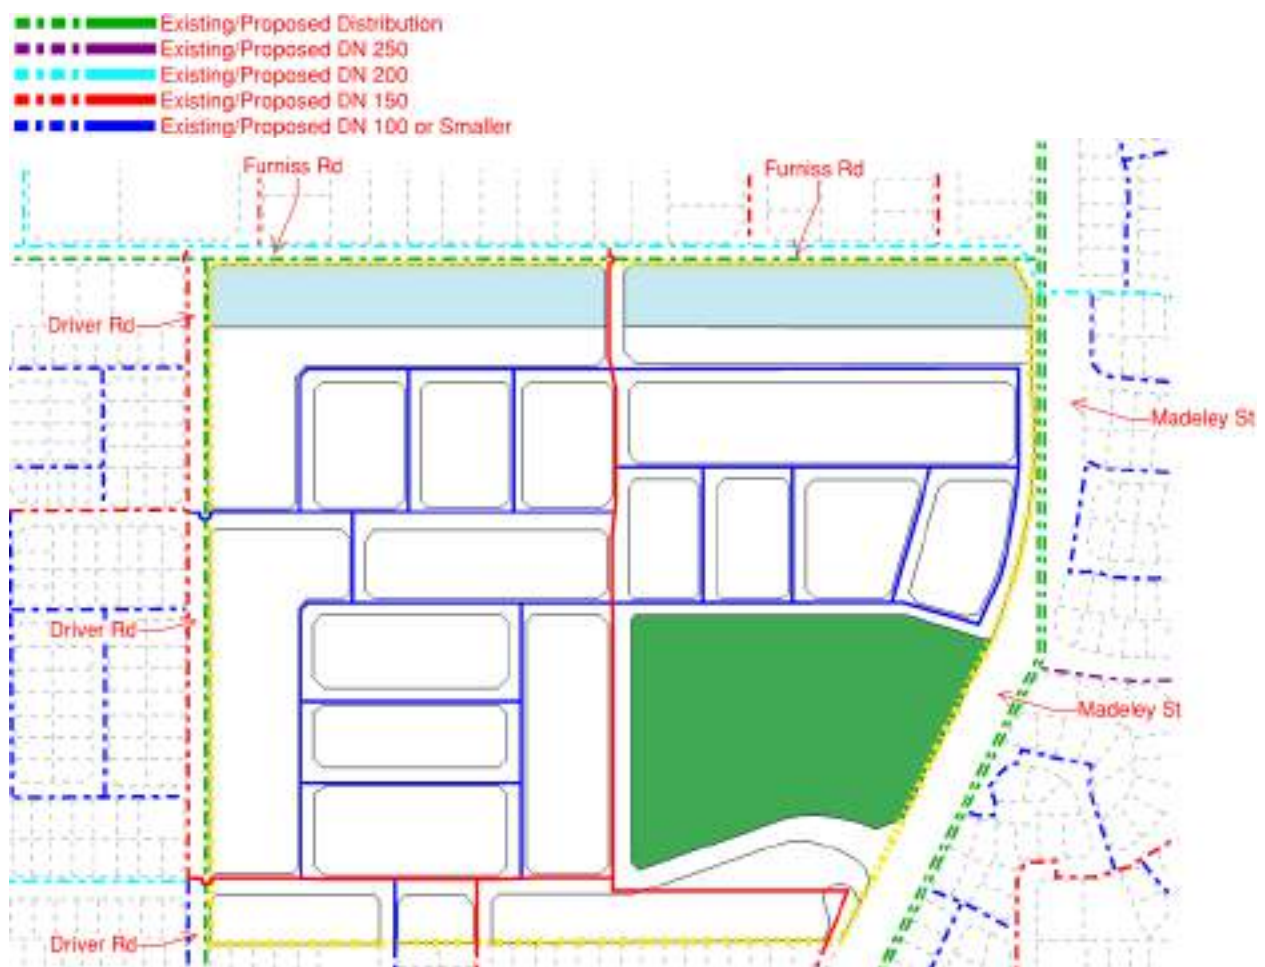 Existing/Proposed Distribution
Existing/Proposed DN 250
Existing/Proposed DN 200
Existing/Proposed DN 150
Existing/Proposed DN 100 or Smaller
Furniss Rd
Furniss Rd
Driver Rd
Madeley St
Driver Rd
Madeley St
Driver Rd